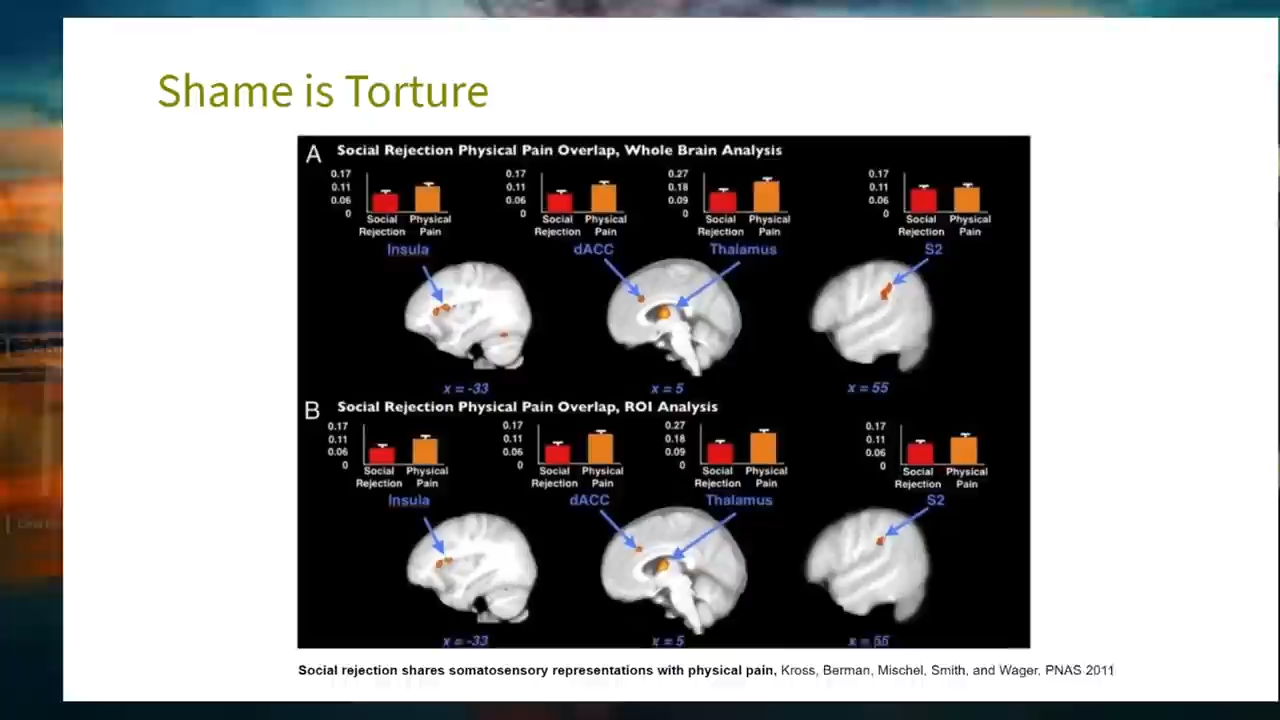 Shame is Torture
A Social Rejection Physical Pain Overlap, Whole Brain Analysis
0.17 0.17 0.27 0.17
0.11 0.11 0.18 0.11
0.06 0.06 0.09 0.06
0 0 0 0
Social Physical Social Physical Social Physical Social Physical
Rejection Pain Rejection Pain Rejection Pain Rejection Pain
Insula dACC Thalamus S2
x = -33 x = 5 x = 55
B Social Rejection Physical Pain Overlap, ROI Analysis
0.17 0.17 0.27 0.17
0.11 0.11 0.18 0.11
0.06 0.06 0.09 0.06
0 0 0 0
Social Physical Social Physical Social Physical Social Physical
Rejection Pain Rejection Pain Rejection Pain Rejection Pain
Insula dACC Thalamus S2
x = -33 x = 5 x = 55
Social rejection shares somatosensory representations with physical pain, Kross, Berman, Mischel, Smith, and Wager. PNAS 2011